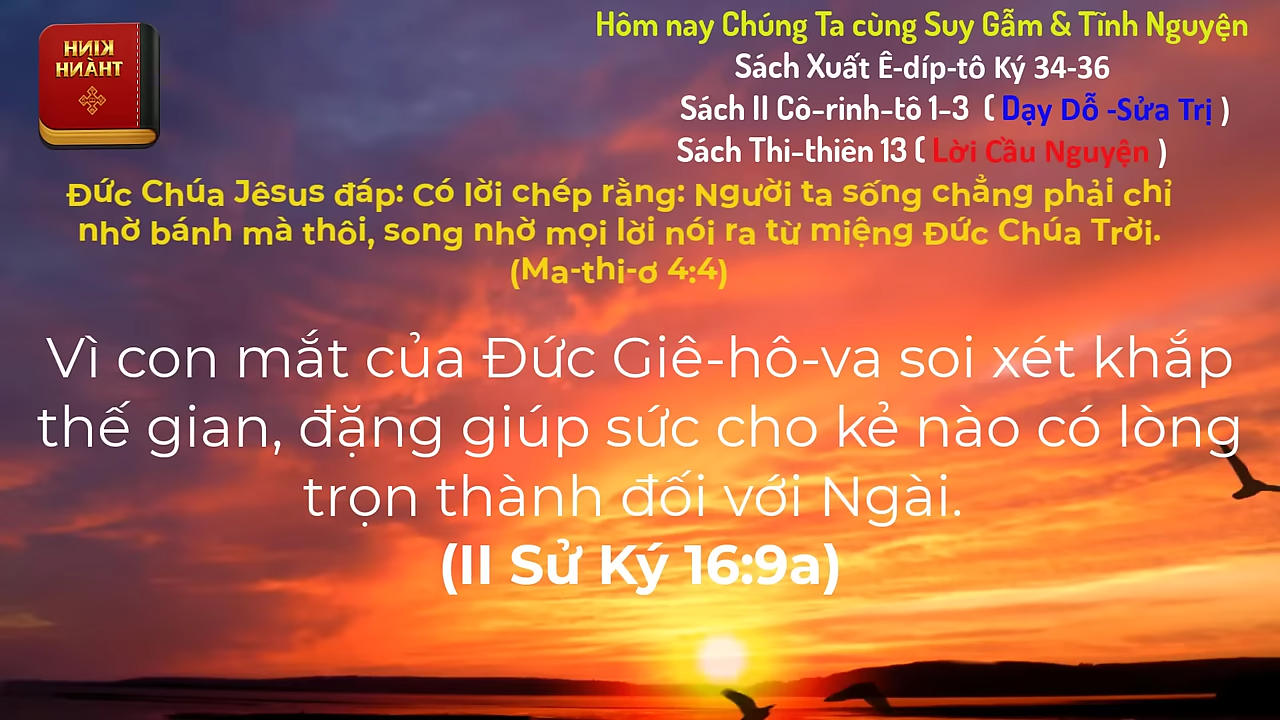 KINH
THÀNH
Hôm nay Chúng Ta cùng Suy Gẫm & Tĩnh Nguyện
Sách Xuất Ê-díp-tô Ký 34-36
Sách II Cô-rinh-tô 1-3 ( Dạy Dỗ -Sửa Trị )
Sách Thi-thiên 13 ( Lời Cầu Nguyện )
Đức Chúa Jêsus đáp: Có lời chép rằng: Người ta sống chẳng phải chỉ
nhờ bánh mà thôi, song nhờ mọi lời nói ra từ miệng Đức Chúa Trời.
(Ma-thi-ơ 4:4)
Vì con mắt của Đức Giê-hô-va soi xét khắp
thế gian, đặng giúp sức cho kẻ nào có lòng
trọn thành đối với Ngài.
(II Sử Ký 16:9a)